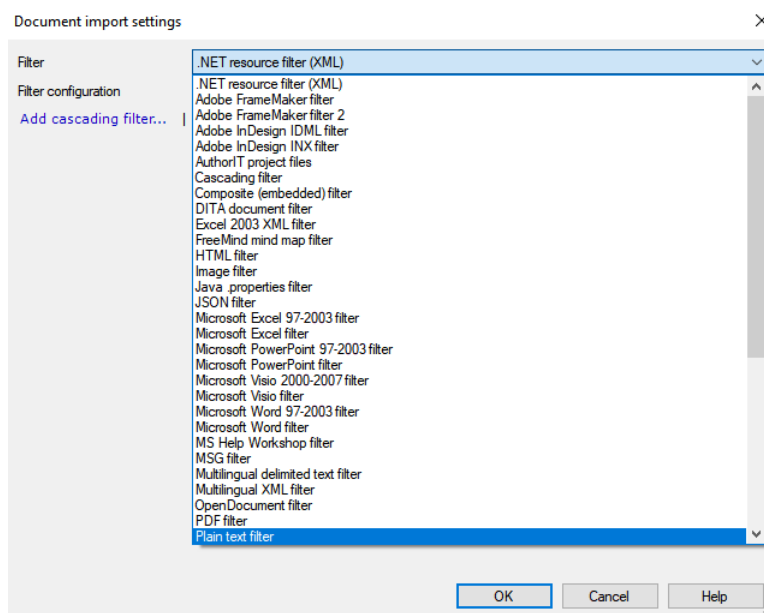 Document import settings
Filter
.NET resource filter (XML)
Filter configuration
Add cascading filter... |
.NET resource filter (XML)
Adobe FrameMaker filter
Adobe FrameMaker filter 2
Adobe InDesign IDML filter
Adobe InDesign INX filter
AuthorIT project files
Cascading filter
Composite (embedded) filter
DITA document filter
Excel 2003 XML filter
FreeMind mind map filter
HTML filter
Image filter
Java .properties filter
JSON filter
Microsoft Excel 97-2003 filter
Microsoft Excel filter
Microsoft PowerPoint 97-2003 filter
Microsoft PowerPoint filter
Microsoft Visio 2000-2007 filter
Microsoft Visio filter
Microsoft Word 97-2003 filter
Microsoft Word filter
MS Help Workshop filter
MSG filter
Multilingual delimited text filter
Multilingual XML filter
OpenDocument filter
PDF filter
Plain text filter
OK Cancel Help